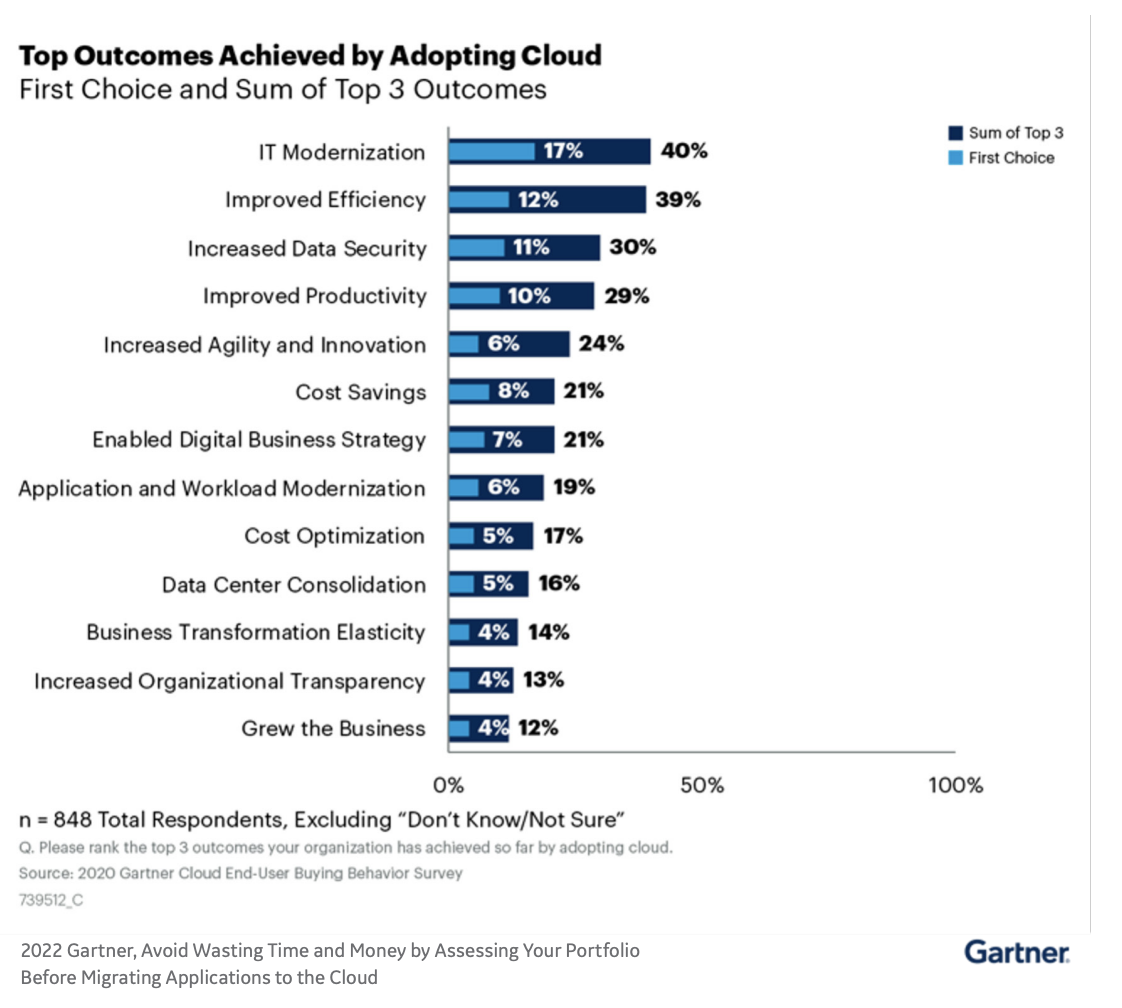 Top Outcomes Achieved by Adopting Cloud
First Choice and Sum of Top 3 Outcomes
Sum of Top 3
First Choice
IT Modernization 17% 40%
Improved Efficiency 12% 39%
Increased Data Security 11% 30%
Improved Productivity 10% 29%
Increased Agility and Innovation 6% 24%
Cost Savings 8% 21%
Enabled Digital Business Strategy 7% 21%
Application and Workload Modernization 6% 19%
Cost Optimization 5% 17%
Data Center Consolidation 5% 16%
Business Transformation Elasticity 4% 14%
Increased Organizational Transparency 4% 13%
Grew the Business 4% 12%
0% 50% 100%
n = 848 Total Respondents, Excluding “Don’t Know/Not Sure”
Q. Please rank the top 3 outcomes your organization has achieved so far by adopting cloud.
Source: 2020 Gartner Cloud End-User Buying Behavior Survey
739512_C
2022 Gartner, Avoid Wasting Time and Money by Assessing Your Portfolio
Before Migrating Applications to the Cloud
Gartner.